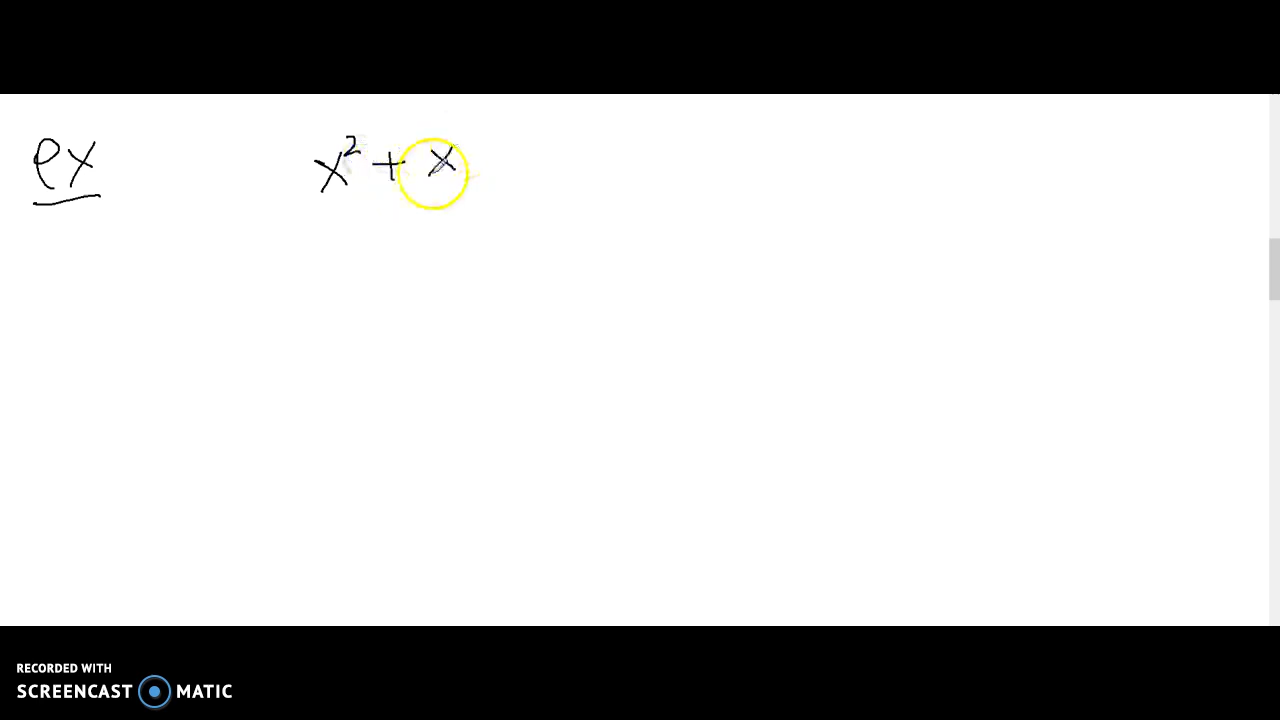 ex x² + x
RECORDED WITH
SCREENCAST MATIC